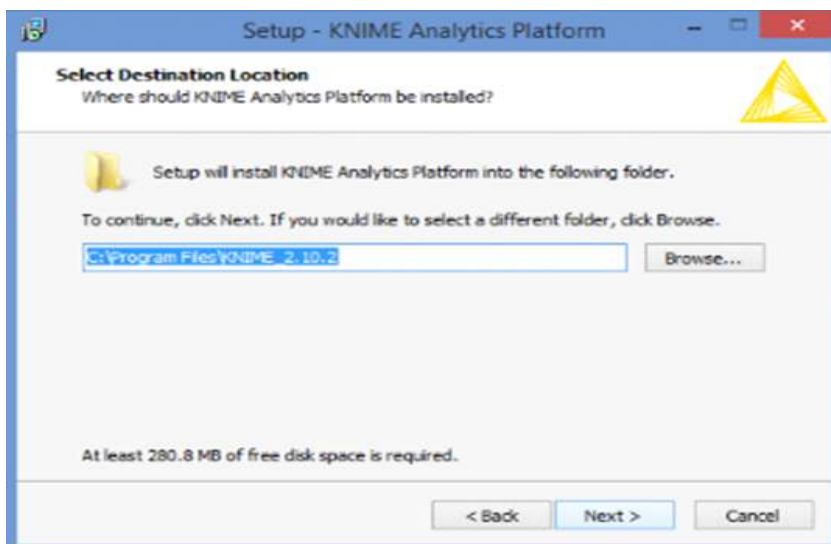 Setup - KNIME Analytics Platform
Select Destination Location
Where should KNIME Analytics Platform be installed?
Setup will install KNIME Analytics Platform into the following folder.
To continue, click Next. If you would like to select a different folder, click Browse.
C:\Program Files\KNIME_2.10.2
Browse...
At least 280.8 MB of free disk space is required.
< Back
Next >
Cancel